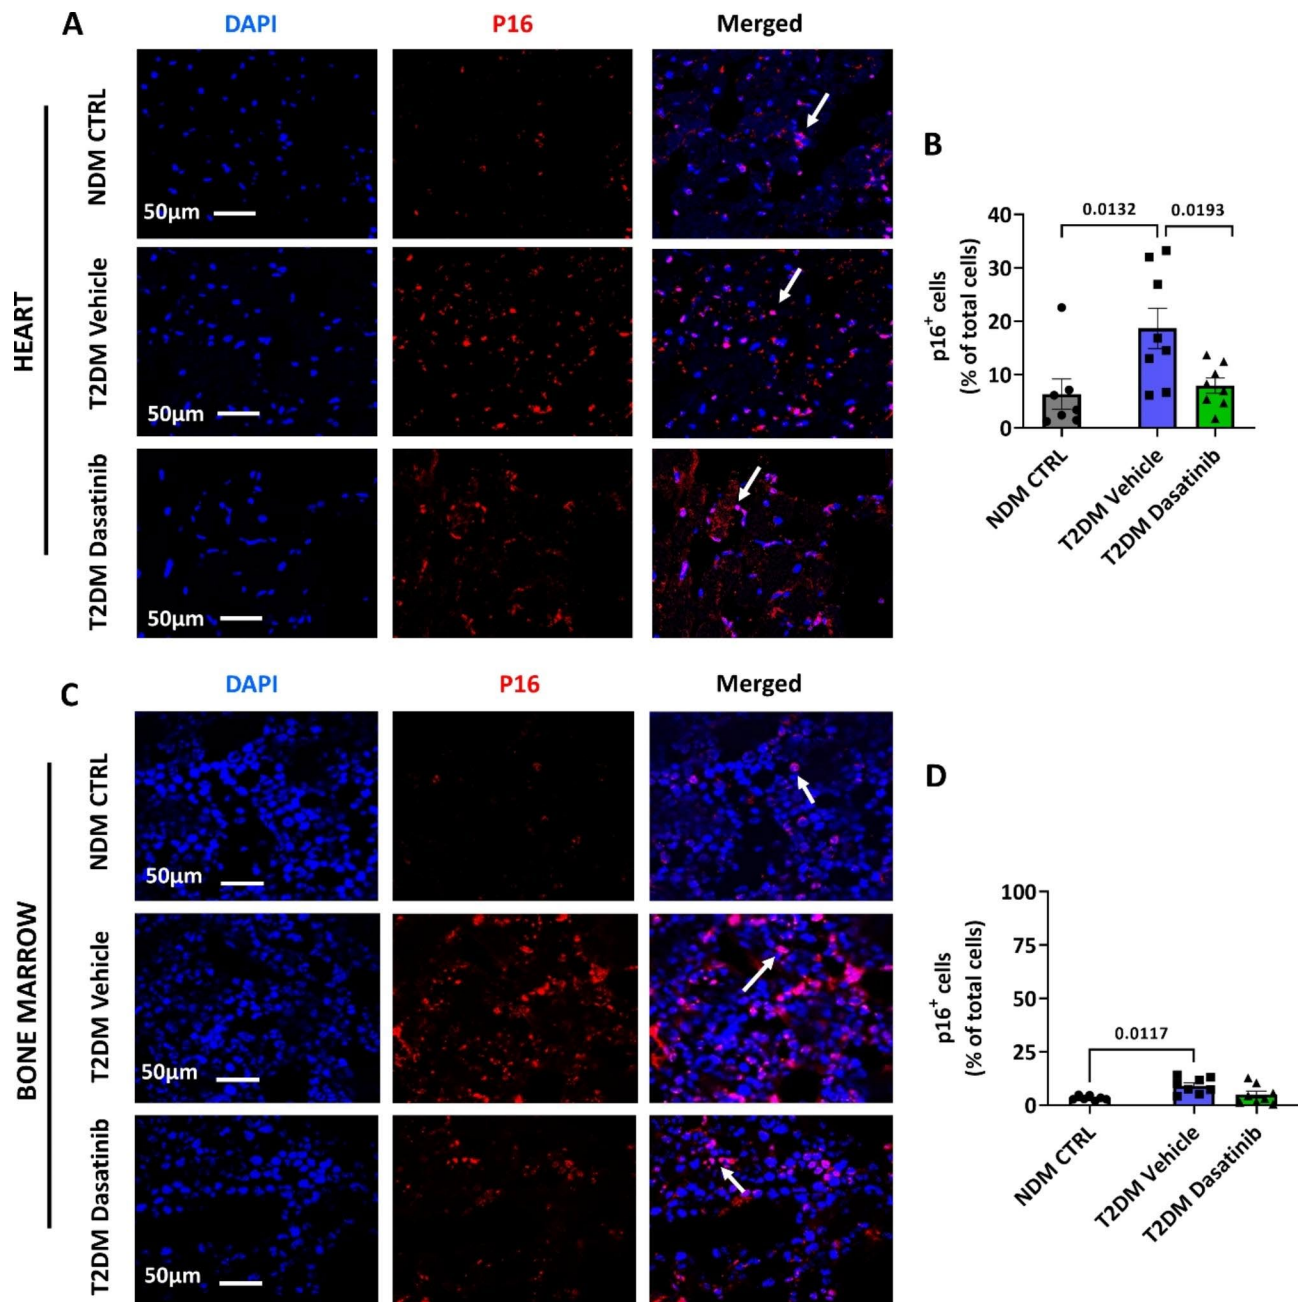 A
DAPI
P16
Merged
HEART
NDM CTRL
50µm
T2DM Vehicle
50µm
T2DM Dasatinib
50µm
B
p16+ cells
(% of total cells)
40
30
20
10
0
0.0132
0.0193
NDM CTRL
T2DM Vehicle
T2DM Dasatinib
C
DAPI
P16
Merged
BONE MARROW
NDM CTRL
50µm
T2DM Vehicle
50µm
T2DM Dasatinib
50µm
D
p16+ cells
(% of total cells)
100
75
50
25
0
0.0117
NDM CTRL
T2DM Vehicle
T2DM Dasatinib